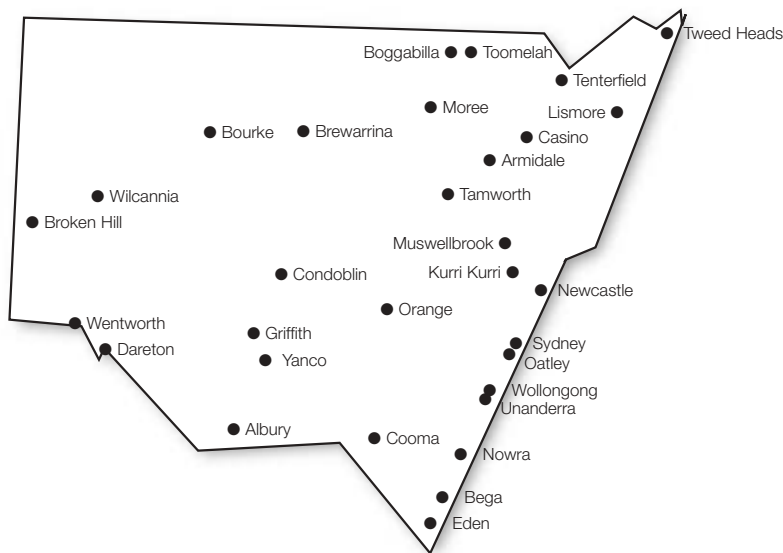 Tweed Heads
Boggabilla
Toomelah
Tenterfield
Moree
Lismore
Bourke
Brewarrina
Casino
Armidale
Wilcannia
Tamworth
Broken Hill
Muswellbrook
Condoblin
Kurri Kurri
Newcastle
Orange
Wentworth
Griffith
Sydney
Dareton
Yanco
Oatley
Wollongong
Unanderra
Albury
Cooma
Nowra
Bega
Eden